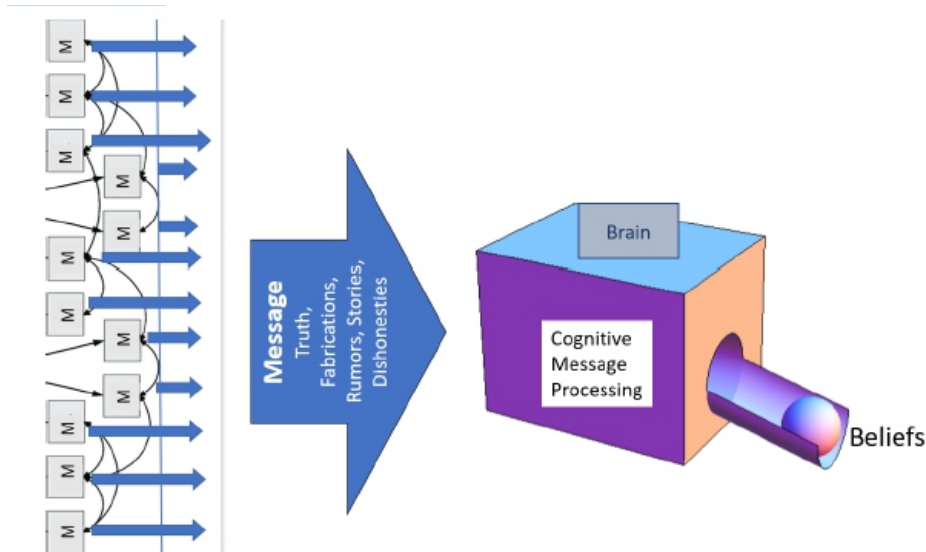 M
M
M
M
M
M
M
M
M
M
M
M
Message
Truth,
Fabrications,
Rumors, Stories,
Dishonesties
Brain
Cognitive
Message
Processing
Beliefs